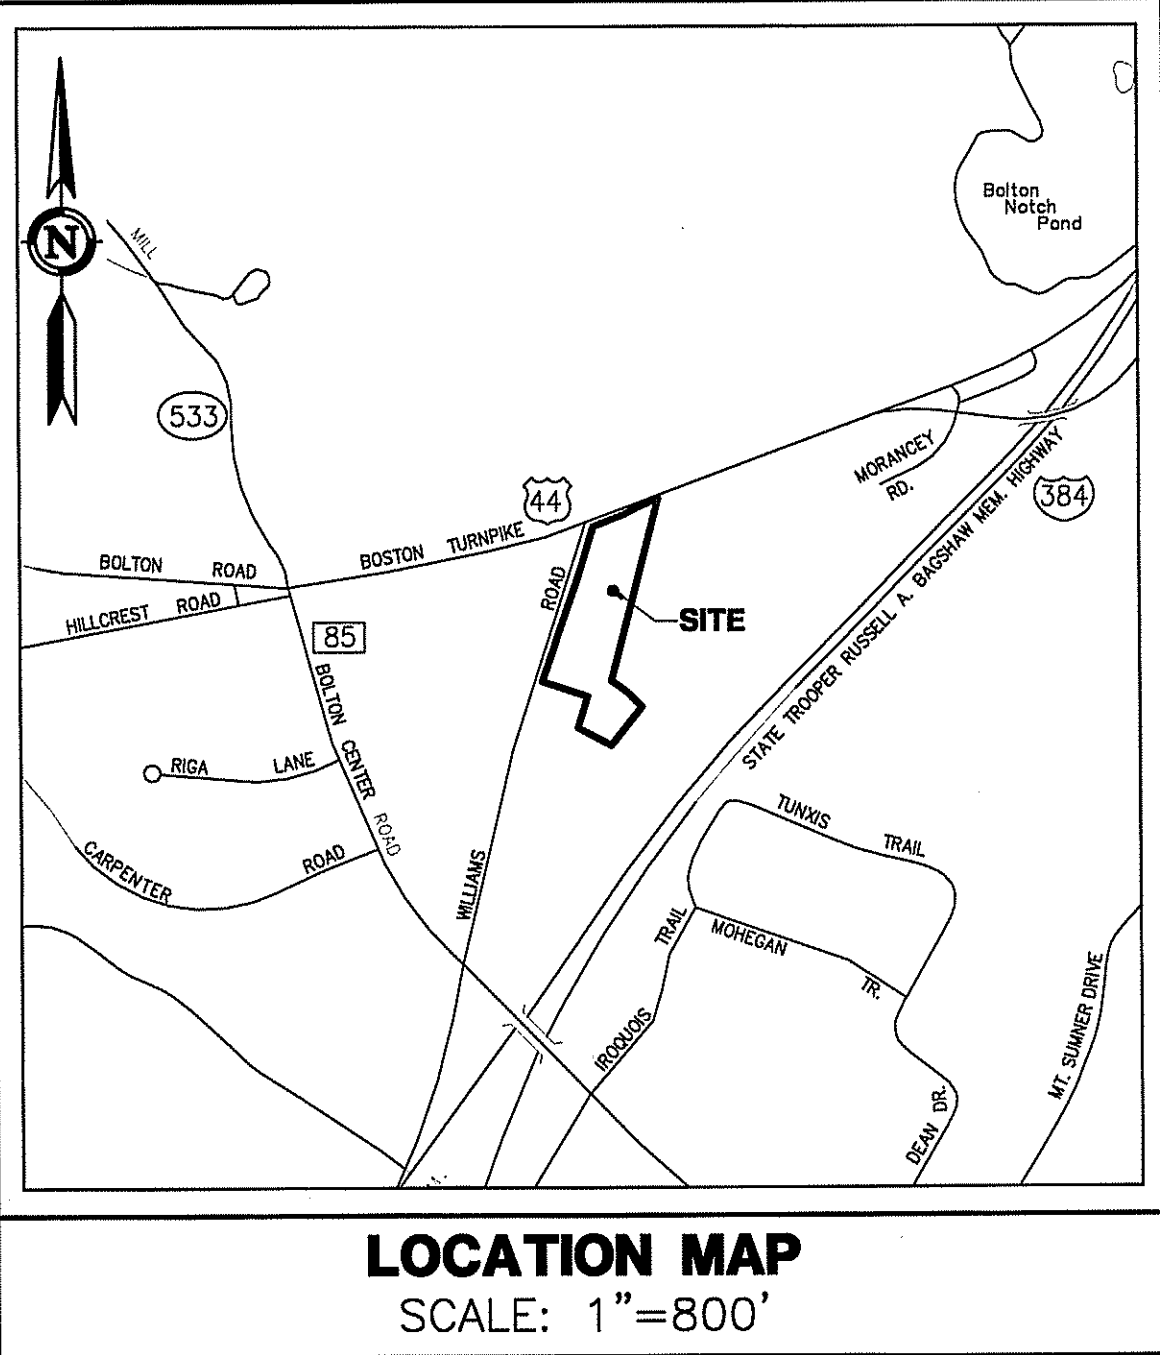 Bolton
Notch
Pond
N
MILL
533
44
MORANCEY
RD.
384
BOLTON ROAD
BOSTON TURNPIKE
HILLCREST ROAD
85
ROAD
SITE
STATE TROOPER RUSSELL A. BAGSHAW MEM. HIGHWAY
BOLTON CENTER ROAD
RIGA LANE
CARPENTER ROAD
WILLIAMS
TUNXIS TRAIL
TRAIL
MOHEGAN TR.
IROQUOIS
MT. SUMNER DRIVE
DEAN DR.
LOCATION MAP
SCALE: 1"=800'